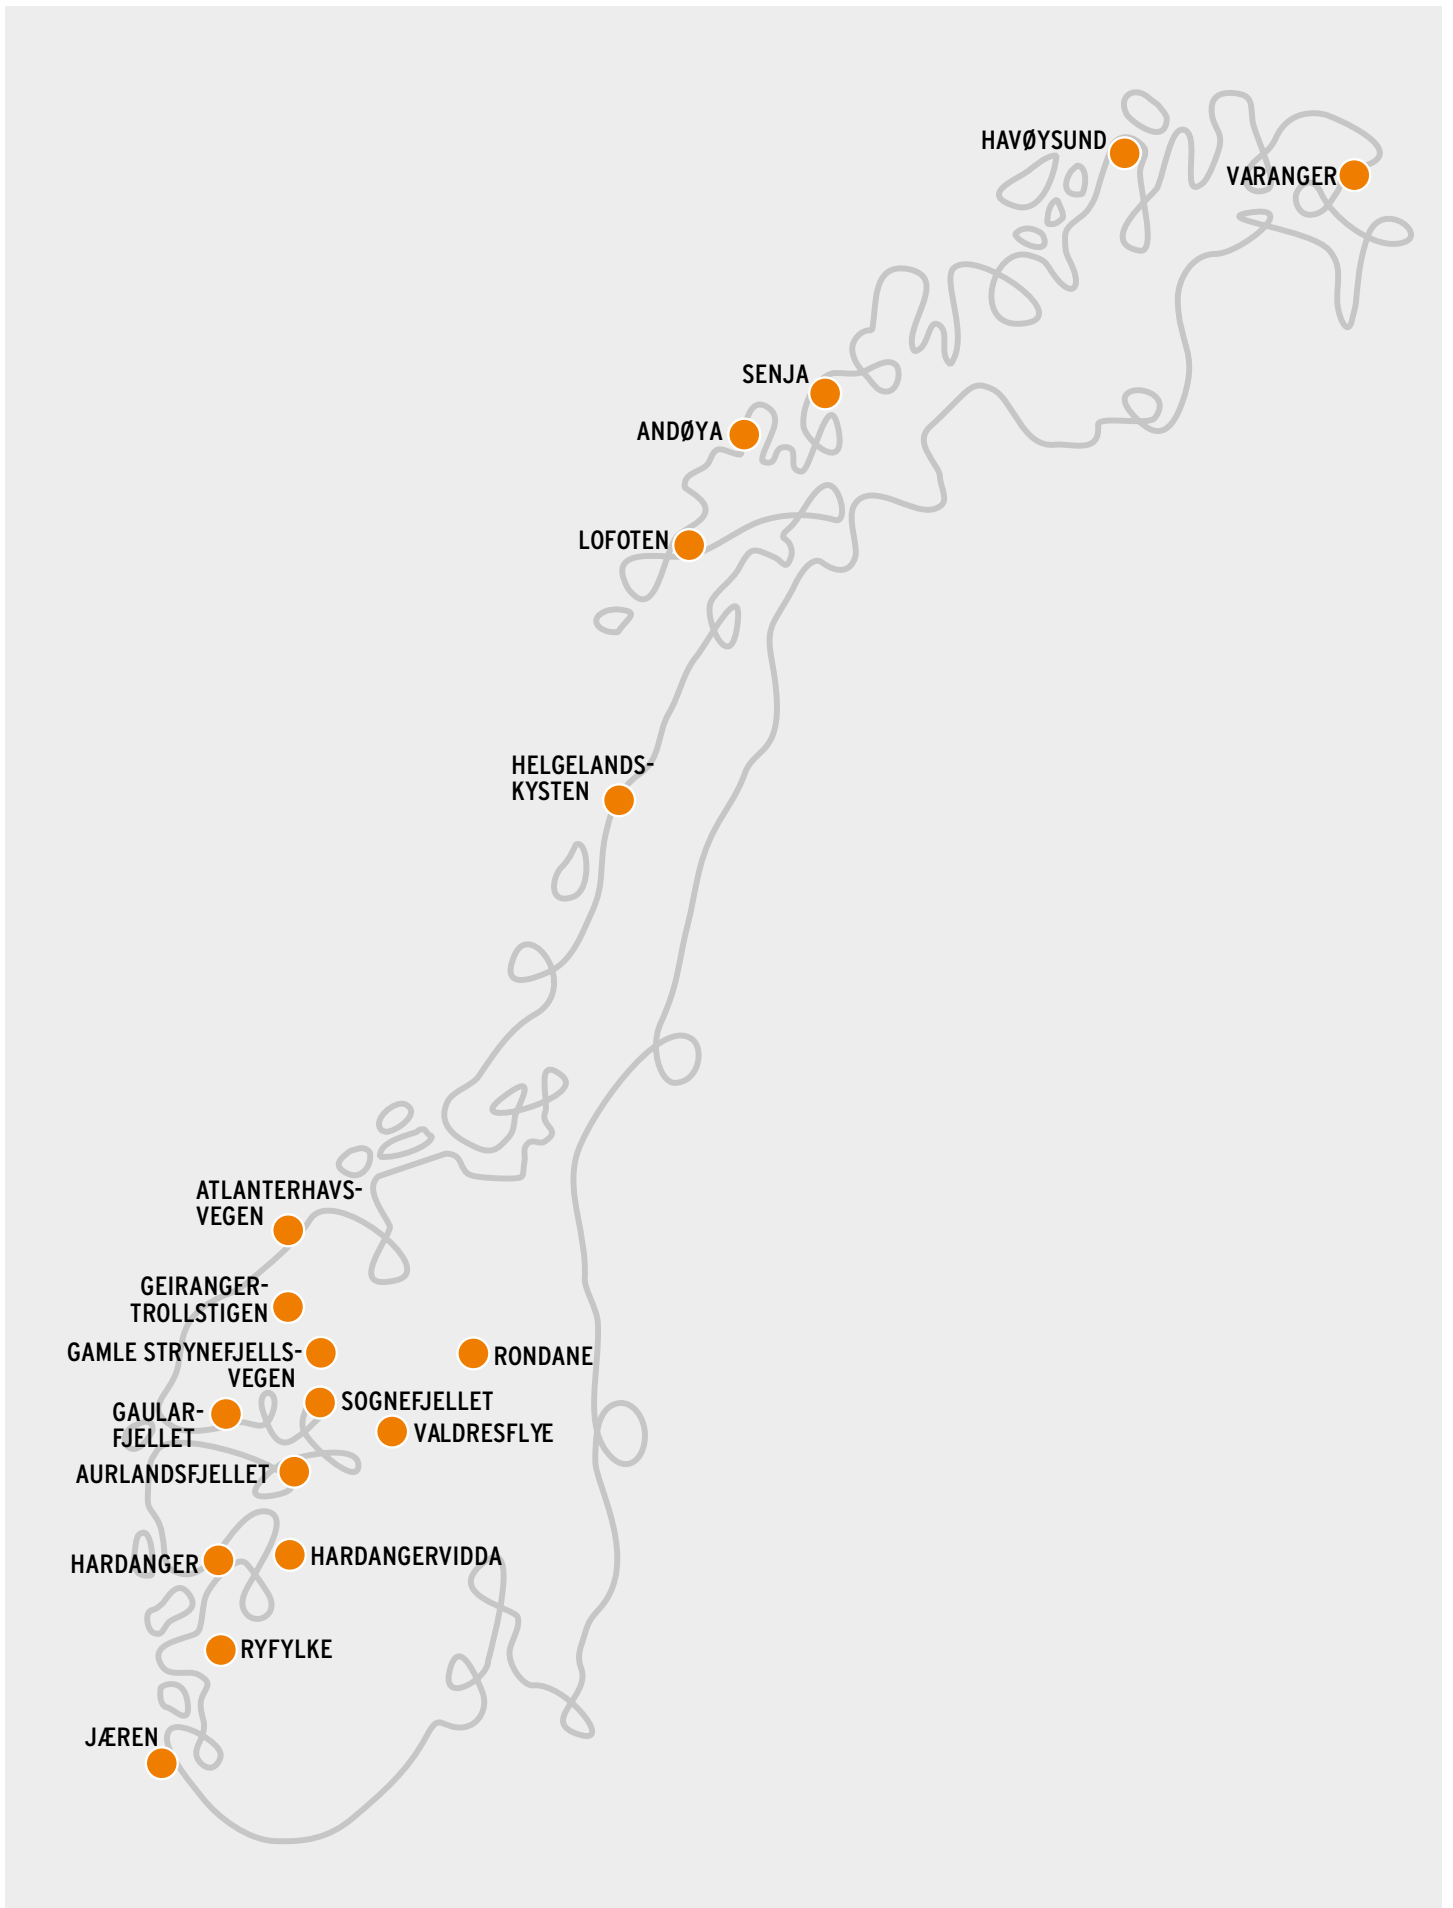 HAVØYSUND
VARANGER
SENJA
ANDØYA
LOFOTEN
HELGELANDS-
KYSTEN
ATLANTERHAVS-
VEGEN
GEIRANGER-
TROLLSTIGEN
GAMLE STRYNEFJELLS-
VEGEN
RONDANE
SOGNEFJELLET
GAULAR-
FJELLET
VALDRESFLYE
AURLANDSFJELLET
HARDANGER
HARDANGERVIDDA
RYFYLKE
JÆREN